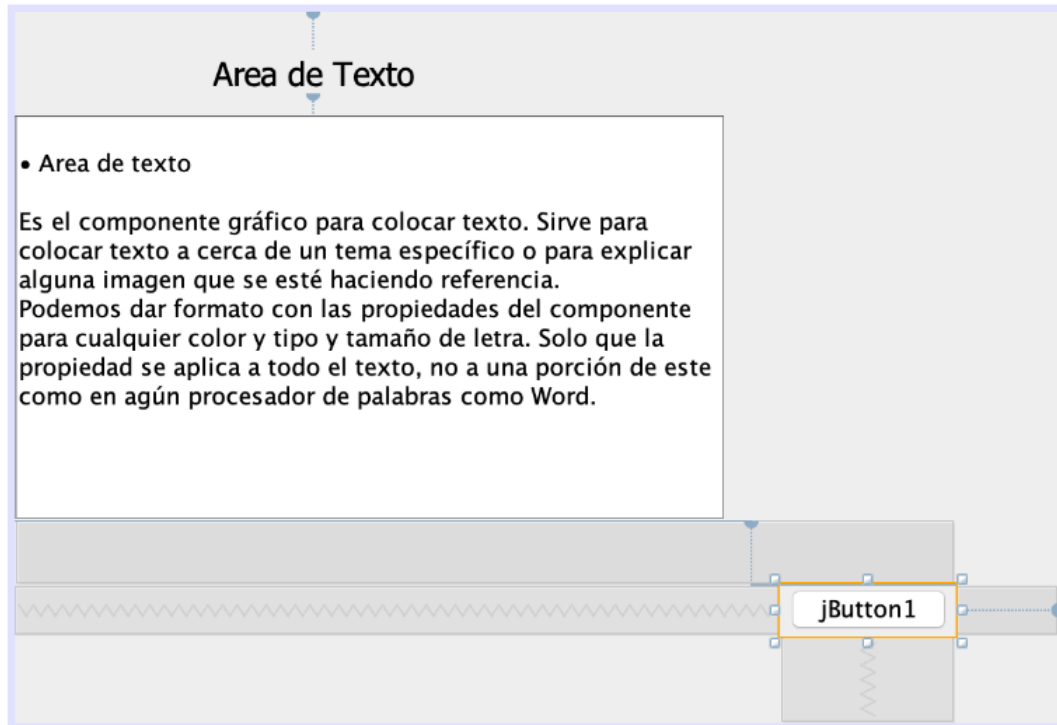 Area de Texto
• Area de texto
Es el componente gráfico para colocar texto. Sirve para
colocar texto a cerca de un tema específico o para explicar
alguna imagen que se esté haciendo referencia.
Podemos dar formato con las propiedades del componente
para cualquier color y tipo y tamaño de letra. Solo que la
propiedad se aplica a todo el texto, no a una porción de este
como en agún procesador de palabras como Word.
jButton1